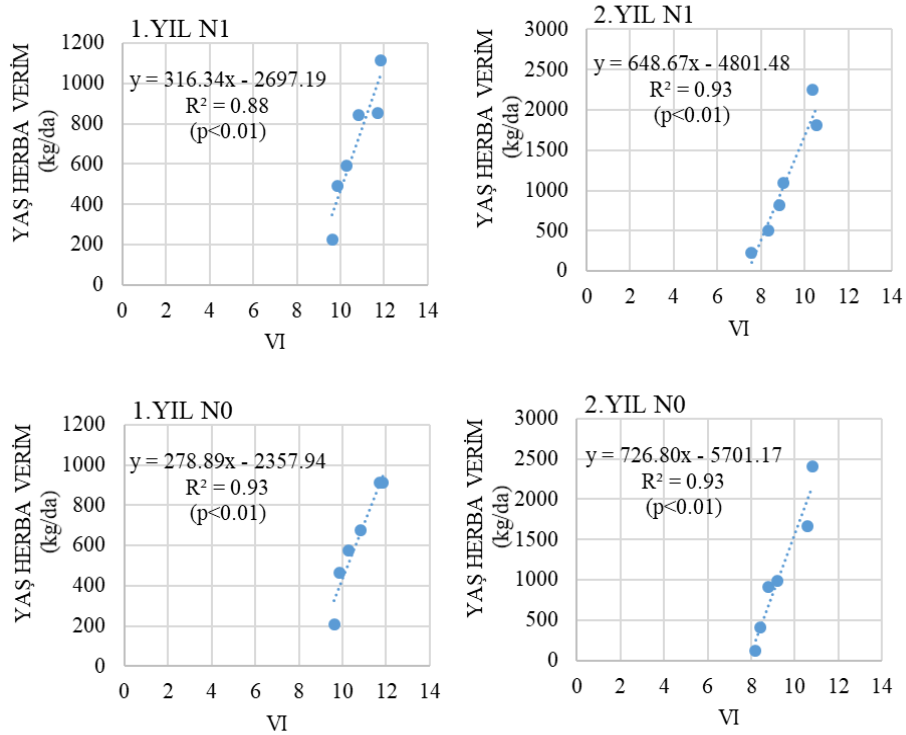 1.YIL N1
YAŞ HERBA VERİM
(kg/da)
1200
1000
800
600
400
200
0
y = 316.34x - 2697.19
R² = 0.88
(p<0.01)
0 2 4 6 8 10 12 14
VI
2.YIL N1
YAŞ HERBA VERİM
(kg/da)
3000
2500
2000
1500
1000
500
0
y = 648.67x - 4801.48
R² = 0.93
(p<0.01)
0 2 4 6 8 10 12 14
VI
1.YIL N0
YAŞ HERBA VERİM
(kg/da)
1200
1000
800
600
400
200
0
y = 278.89x - 2357.94
R² = 0.93
(p<0.01)
0 2 4 6 8 10 12 14
VI
2.YIL N0
YAŞ HERBA VERİM
(kg/da)
3000
2500
2000
1500
1000
500
0
y = 726.80x - 5701.17
R² = 0.93
(p<0.01)
0 2 4 6 8 10 12 14
VI